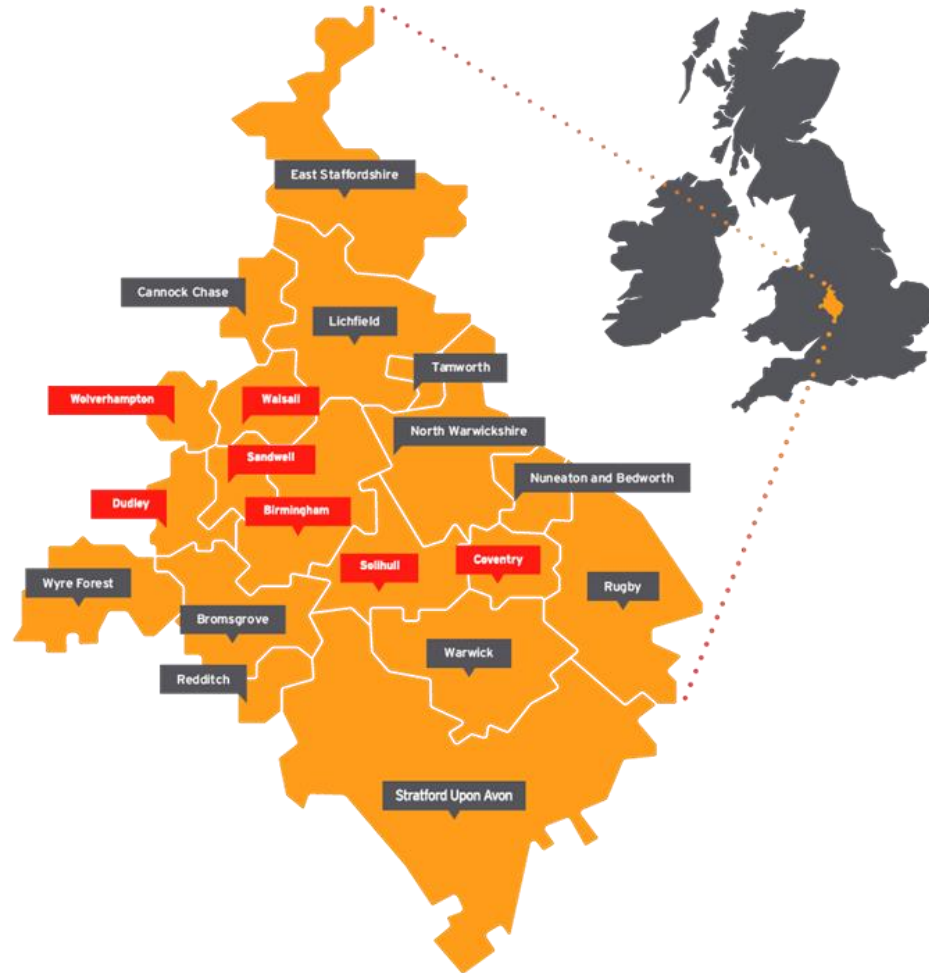 East Staffordshire
Cannock Chase
Lichfield
Tamworth
Wolverhampton
Walsall
North Warwickshire
Sandwell
Nuneaton and Bedworth
Dudley
Birmingham
Solihull
Coventry
Wyre Forest
Rugby
Bromsgrove
Warwick
Redditch
Stratford Upon Avon